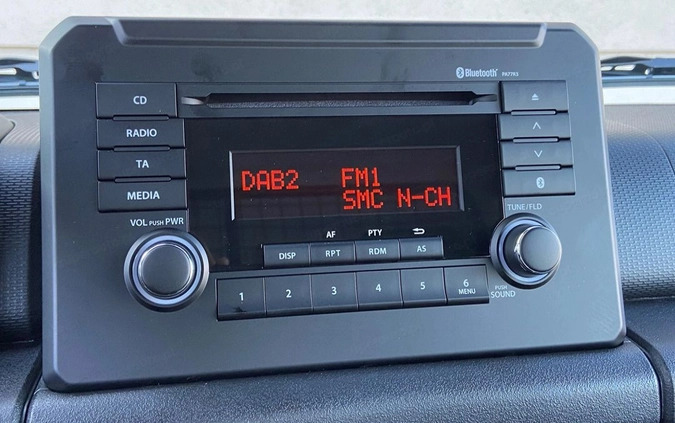 Bluetooth PA77R3
CD
RADIO
TA
MEDIA
DAB2 FM1
SMC N-CH
VOL PUSH PWR
TUNE/FLD
AF PTY
DISP RPT RDM AS
1 2 3 4 5 6
MENU
PUSH
SOUND